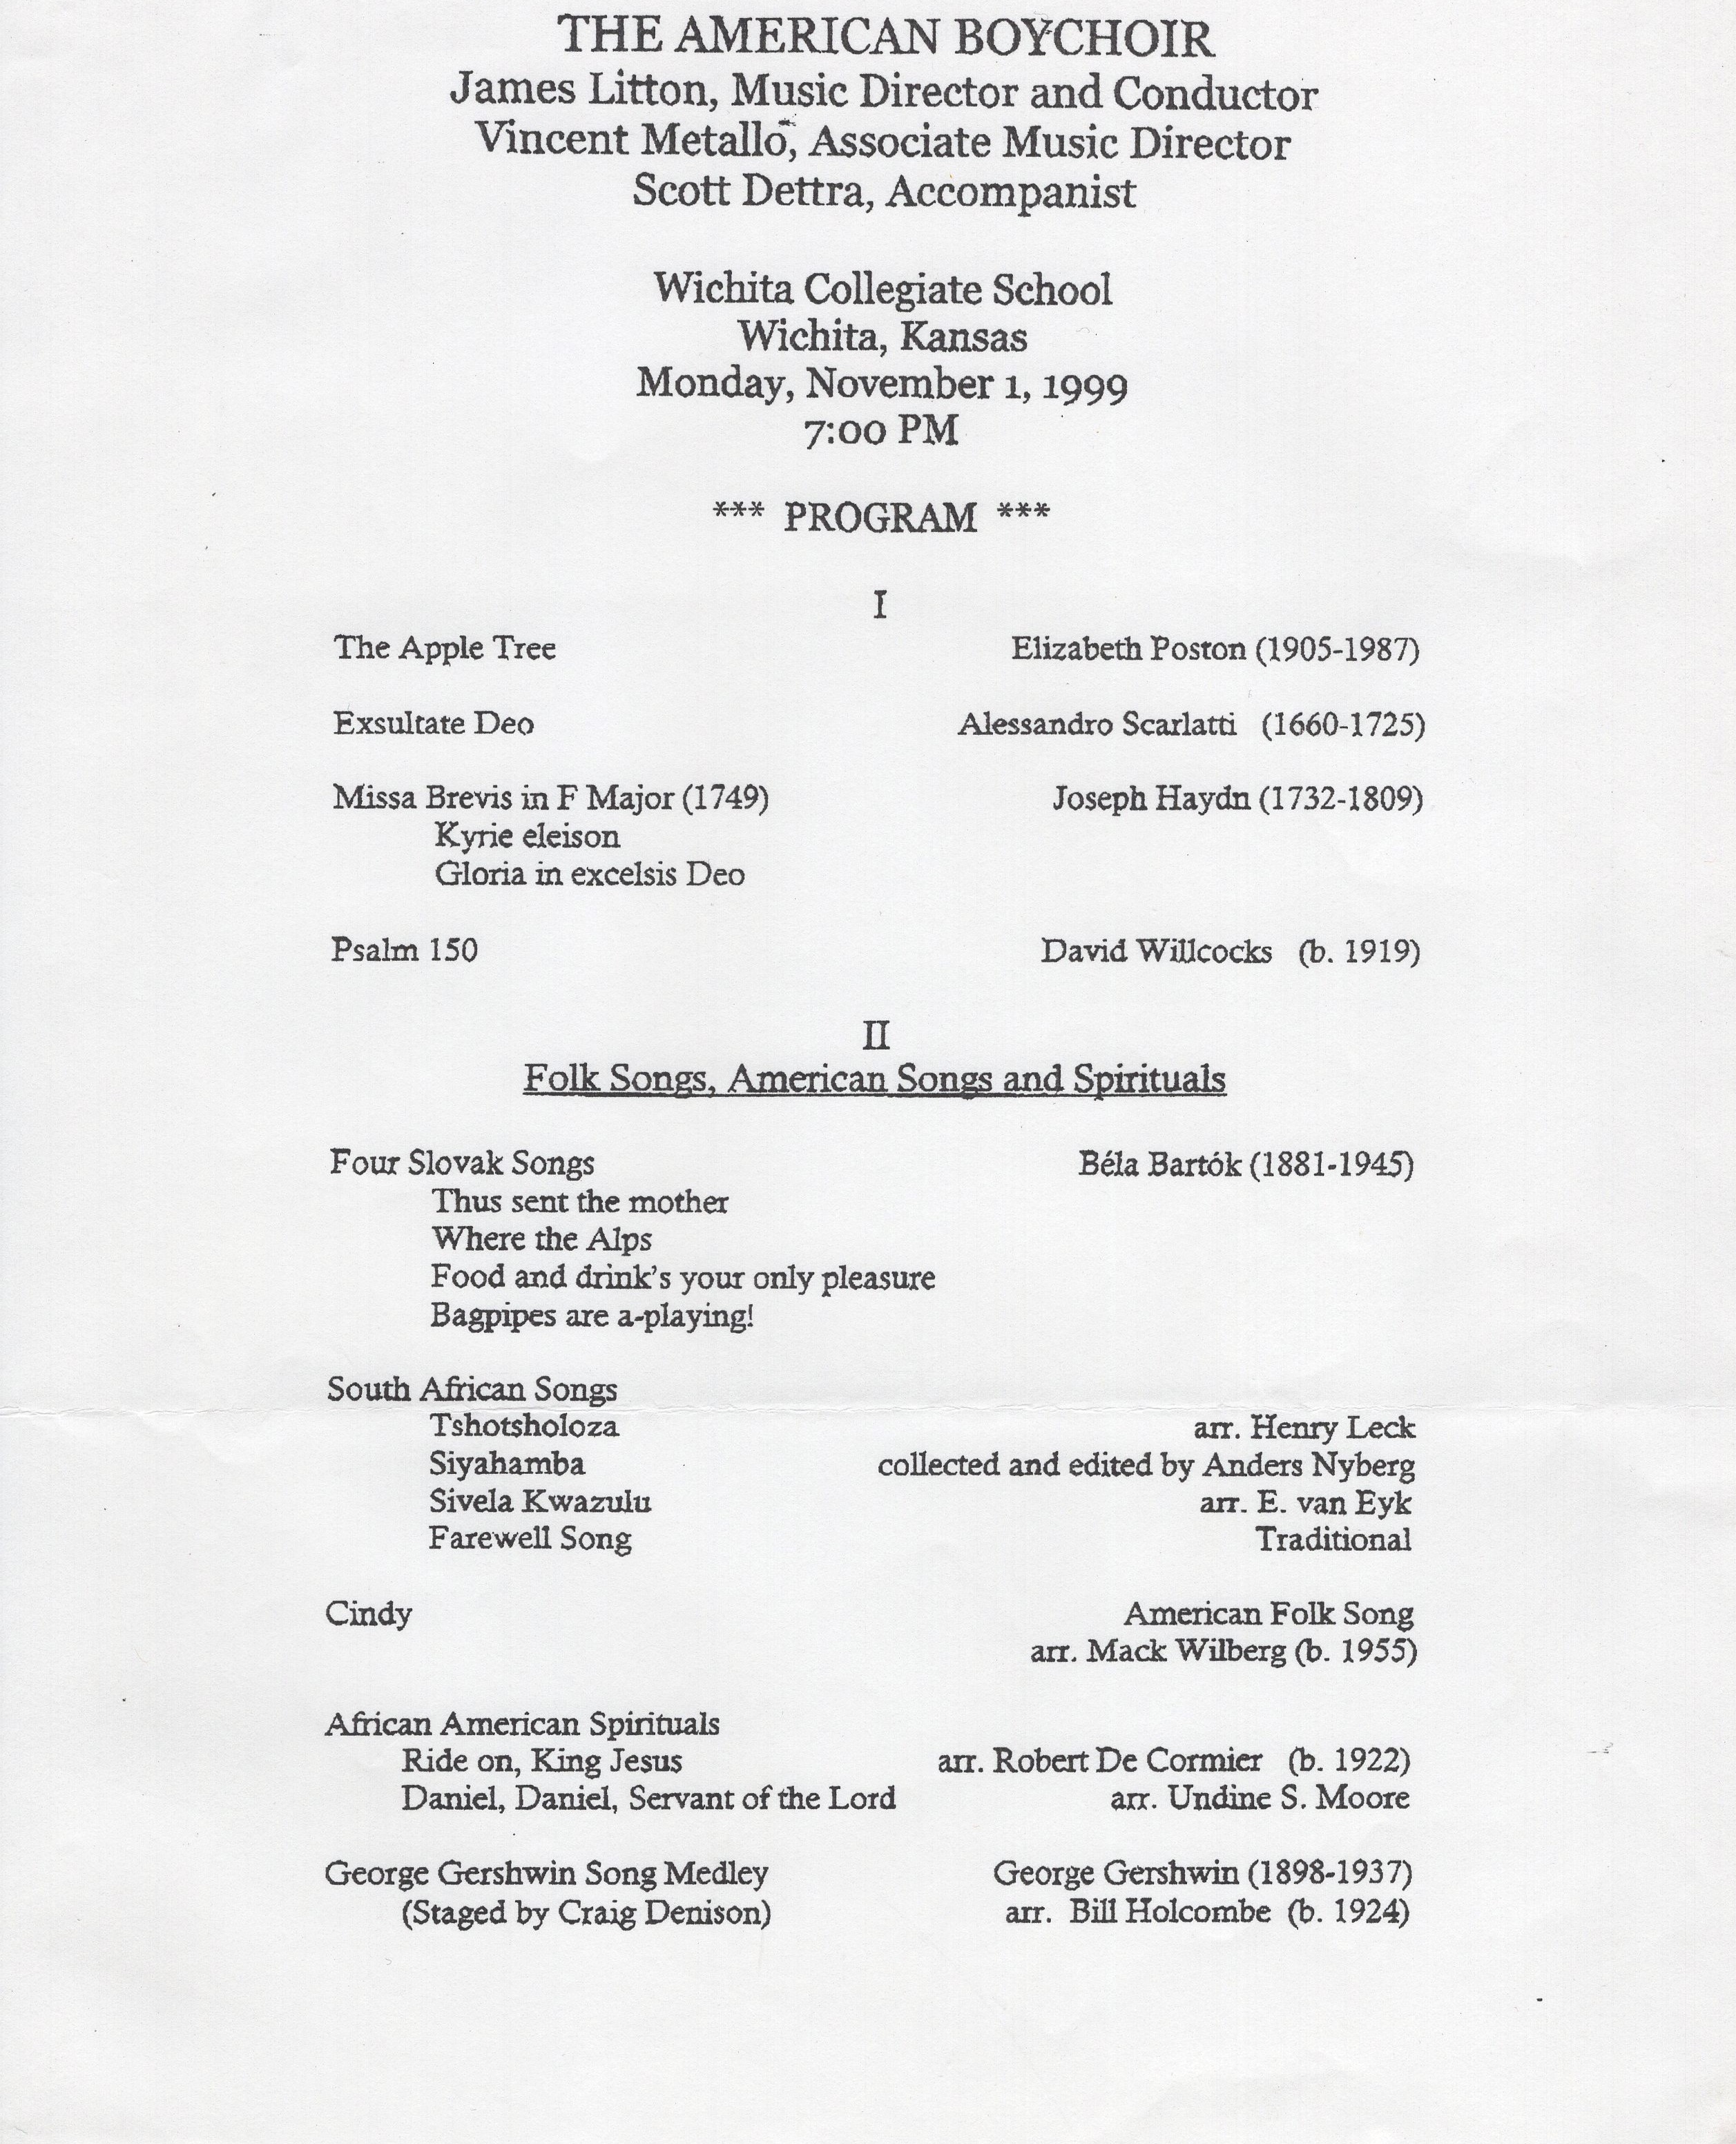 THE AMERICAN BOYCHOIR
James Litton, Music Director and Conductor
Vincent Metallo, Associate Music Director
Scott Dettra, Accompanist
Wichita Collegiate School
Wichita, Kansas
Monday, November 1, 1999
7:00 PM
*** PROGRAM ***
I
The Apple Tree Elizabeth Poston (1905-1987)
Exsultate Deo Alessandro Scarlatti (1660-1725)
Missa Brevis in F Major (1749) Joseph Haydn (1732-1809)
Kyrie eleison
Gloria in excelsis Deo
Psalm 150 David Willcocks (b. 1919)
II
Folk Songs, American Songs and Spirituals
Four Slovak Songs Béla Bartók (1881-1945)
Thus sent the mother
Where the Alps
Food and drink's your only pleasure
Bagpipes are a-playing!
South African Songs
Tshotsholoza arr. Henry Leck
Siyahamba collected and edited by Anders Nyberg
Sivela Kwazulu arr. E. van Eyk
Farewell Song Traditional
Cindy American Folk Song
arr. Mack Wilberg (b. 1955)
African American Spirituals
Ride on, King Jesus arr. Robert De Cormier (b. 1922)
Daniel, Daniel, Servant of the Lord arr. Undine S. Moore
George Gershwin Song Medley George Gershwin (1898-1937)
(Staged by Craig Denison) arr. Bill Holcombe (b. 1924)